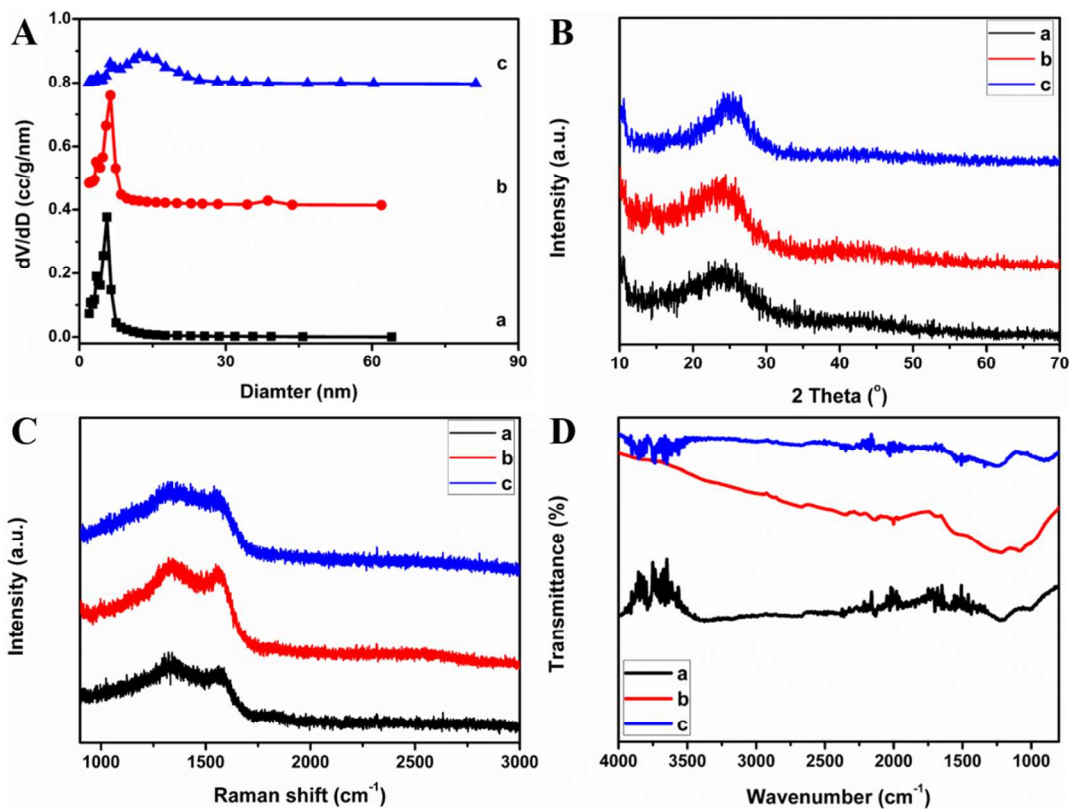 A
1.0
0.8
0.6
0.4
0.2
0.0
dV/dD (cc/g/nm)
c
b
a
0
30
60
90
Diamter (nm)
B
a
b
c
Intensity (a.u.)
10
20
30
40
50
60
70
2 Theta (°)
C
a
b
c
Intensity (a.u.)
1000
1500
2000
2500
3000
Raman shift (cm⁻¹)
D
Transmittance (%)
a
b
c
4000
3500
3000
2500
2000
1500
1000
Wavenumber (cm⁻¹)